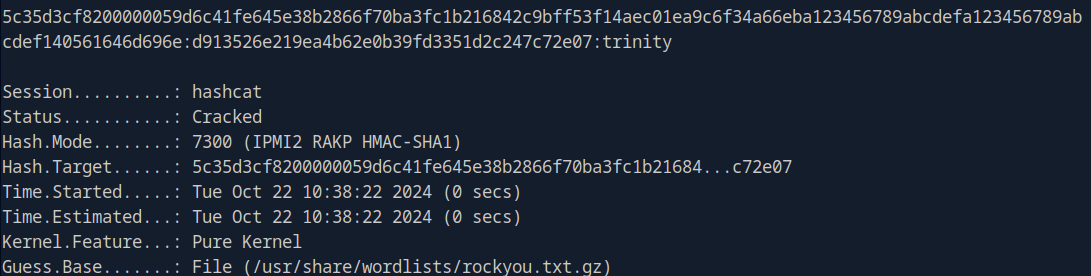 5c35d3cf8200000059d6c41fe645e38b2866f70ba3fc1b216842c9bff53f14aec01ea9c6f34a66eba123456789abcdefa123456789ab
cdef140561646d696e:d913526e219ea4b62e0b39fd3351d2c247c72e07:trinity
Session..........: hashcat
Status...........: Cracked
Hash.Mode........: 7300 (IPMI2 RAKP HMAC-SHA1)
Hash.Target......: 5c35d3cf8200000059d6c41fe645e38b2866f70ba3fc1b21684...c72e07
Time.Started.....: Tue Oct 22 10:38:22 2024 (0 secs)
Time.Estimated...: Tue Oct 22 10:38:22 2024 (0 secs)
Kernel.Feature...: Pure Kernel
Guess.Base.......: File (/usr/share/wordlists/rockyou.txt.gz)